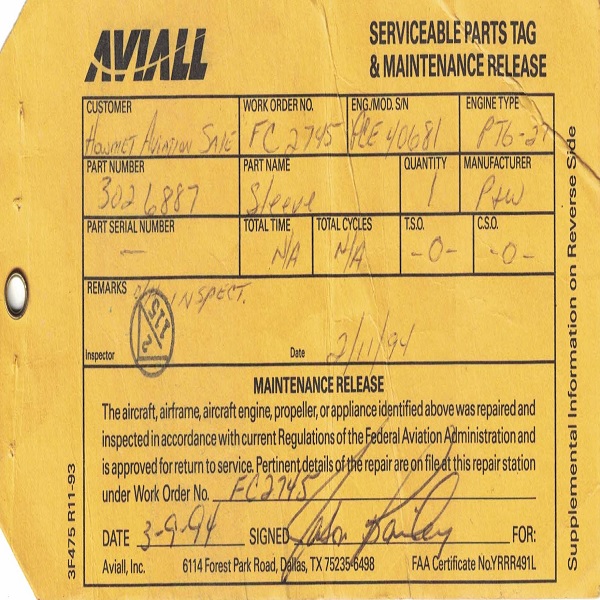 AVIALL
SERVICEABLE PARTS TAG
& MAINTENANCE RELEASE
CUSTOMER WORK ORDER NO. ENG./MOD. S/N ENGINE TYPE
Howmet Aviation Sale FC2745 PCE40681 PT6-27
PART NUMBER PART NAME QUANTITY MANUFACTURER
3026887 Sleeve 1 P+W
PART SERIAL NUMBER TOTAL TIME TOTAL CYCLES T.S.O. C.S.O.
— N/A N/A -0- -0-
REMARKS INSPECT.
Inspector Date 2/11/94
MAINTENANCE RELEASE
The aircraft, airframe, aircraft engine, propeller, or appliance identified above was repaired and
inspected in accordance with current Regulations of the Federal Aviation Administration and
is approved for return to service. Pertinent details of the repair are on file at this repair station
under Work Order No. FC2745
DATE 3-9-94 SIGNED Jason FOR:
Aviall, Inc. 6114 Forest Park Road, Dallas, TX 75235-6498 FAA Certificate No.YRRR491L
3F475 R11-93
Supplemental Information on Reverse Side